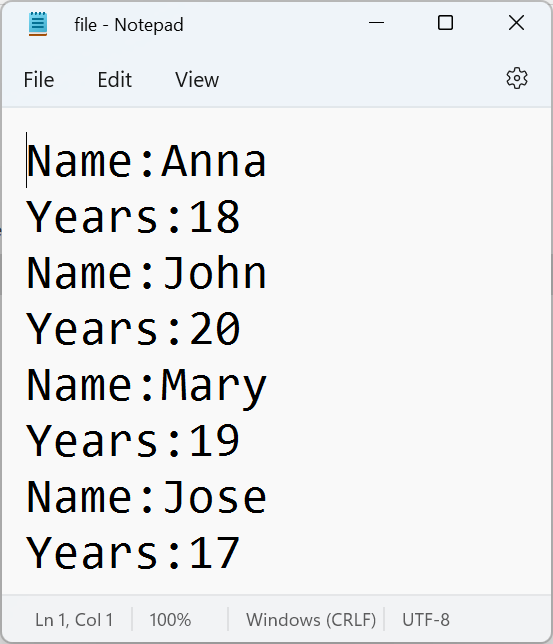 file - Notepad
File Edit View
Name:Anna
Years:18
Name:John
Years:20
Name:Mary
Years:19
Name:Jose
Years:17
Ln 1, Col 1 100% Windows (CRLF) UTF-8